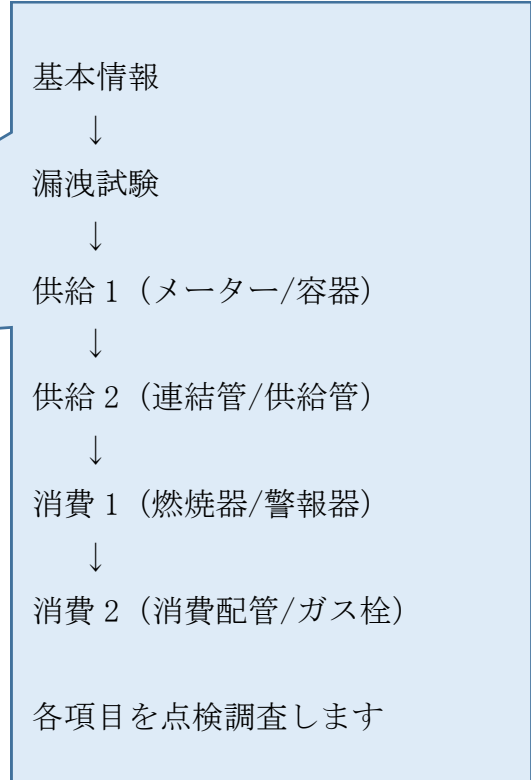 基本情報
↓
漏洩試験
↓
供給 1（メーター/容器）
↓
供給 2（連結管/供給管）
↓
消費 1（燃焼器/警報器）
↓
消費 2（消費配管/ガス栓）
各項目を点検調査します